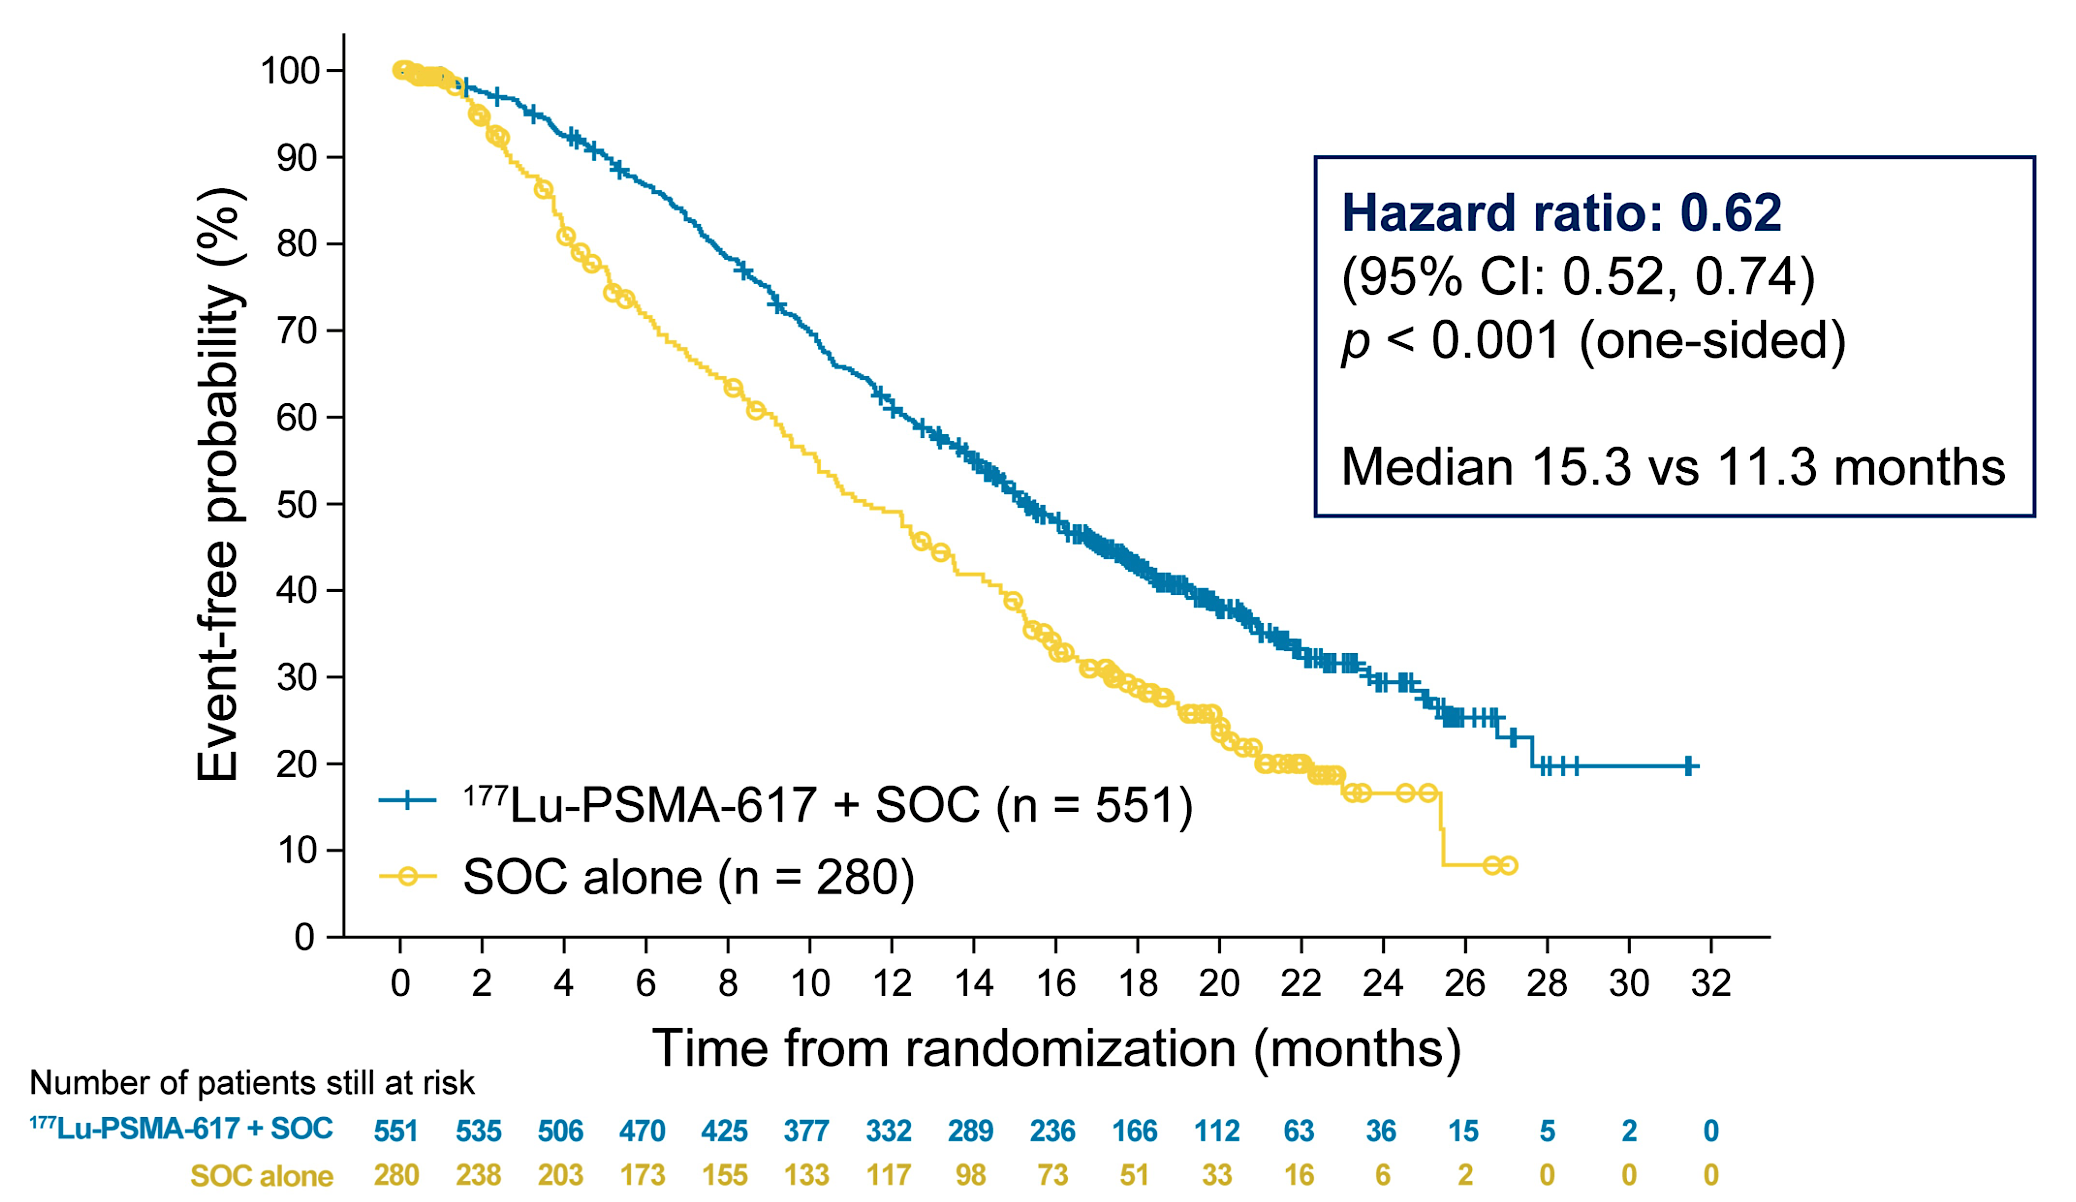 100
90
80
70
60
50
40
30
20
10
0
Event-free probability (%)
Hazard ratio: 0.62
(95% CI: 0.52, 0.74)
p < 0.001 (one-sided)
Median 15.3 vs 11.3 months
¹⁷⁷Lu-PSMA-617 + SOC (n = 551)
SOC alone (n = 280)
0 2 4 6 8 10 12 14 16 18 20 22 24 26 28 30 32
Time from randomization (months)
Number of patients still at risk
¹⁷⁷Lu-PSMA-617 + SOC 551 535 506 470 425 377 332 289 236 166 112 63 36 15 5 2 0
SOC alone 280 238 203 173 155 133 117 98 73 51 33 16 6 2 0 0 0